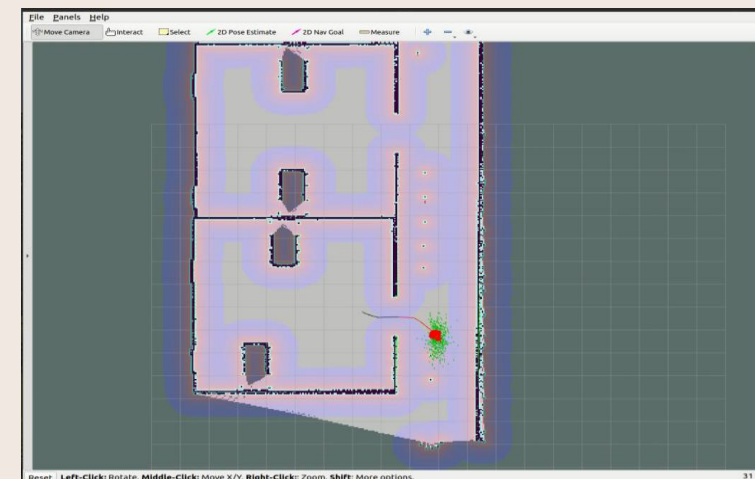 File Panels Help
Move Camera Interact Select 2D Pose Estimate 2D Nav Goal Measure
Reset Left-Click: Rotate. Middle-Click: Move X/Y. Right-Click:: Zoom. Shift: More options. 31